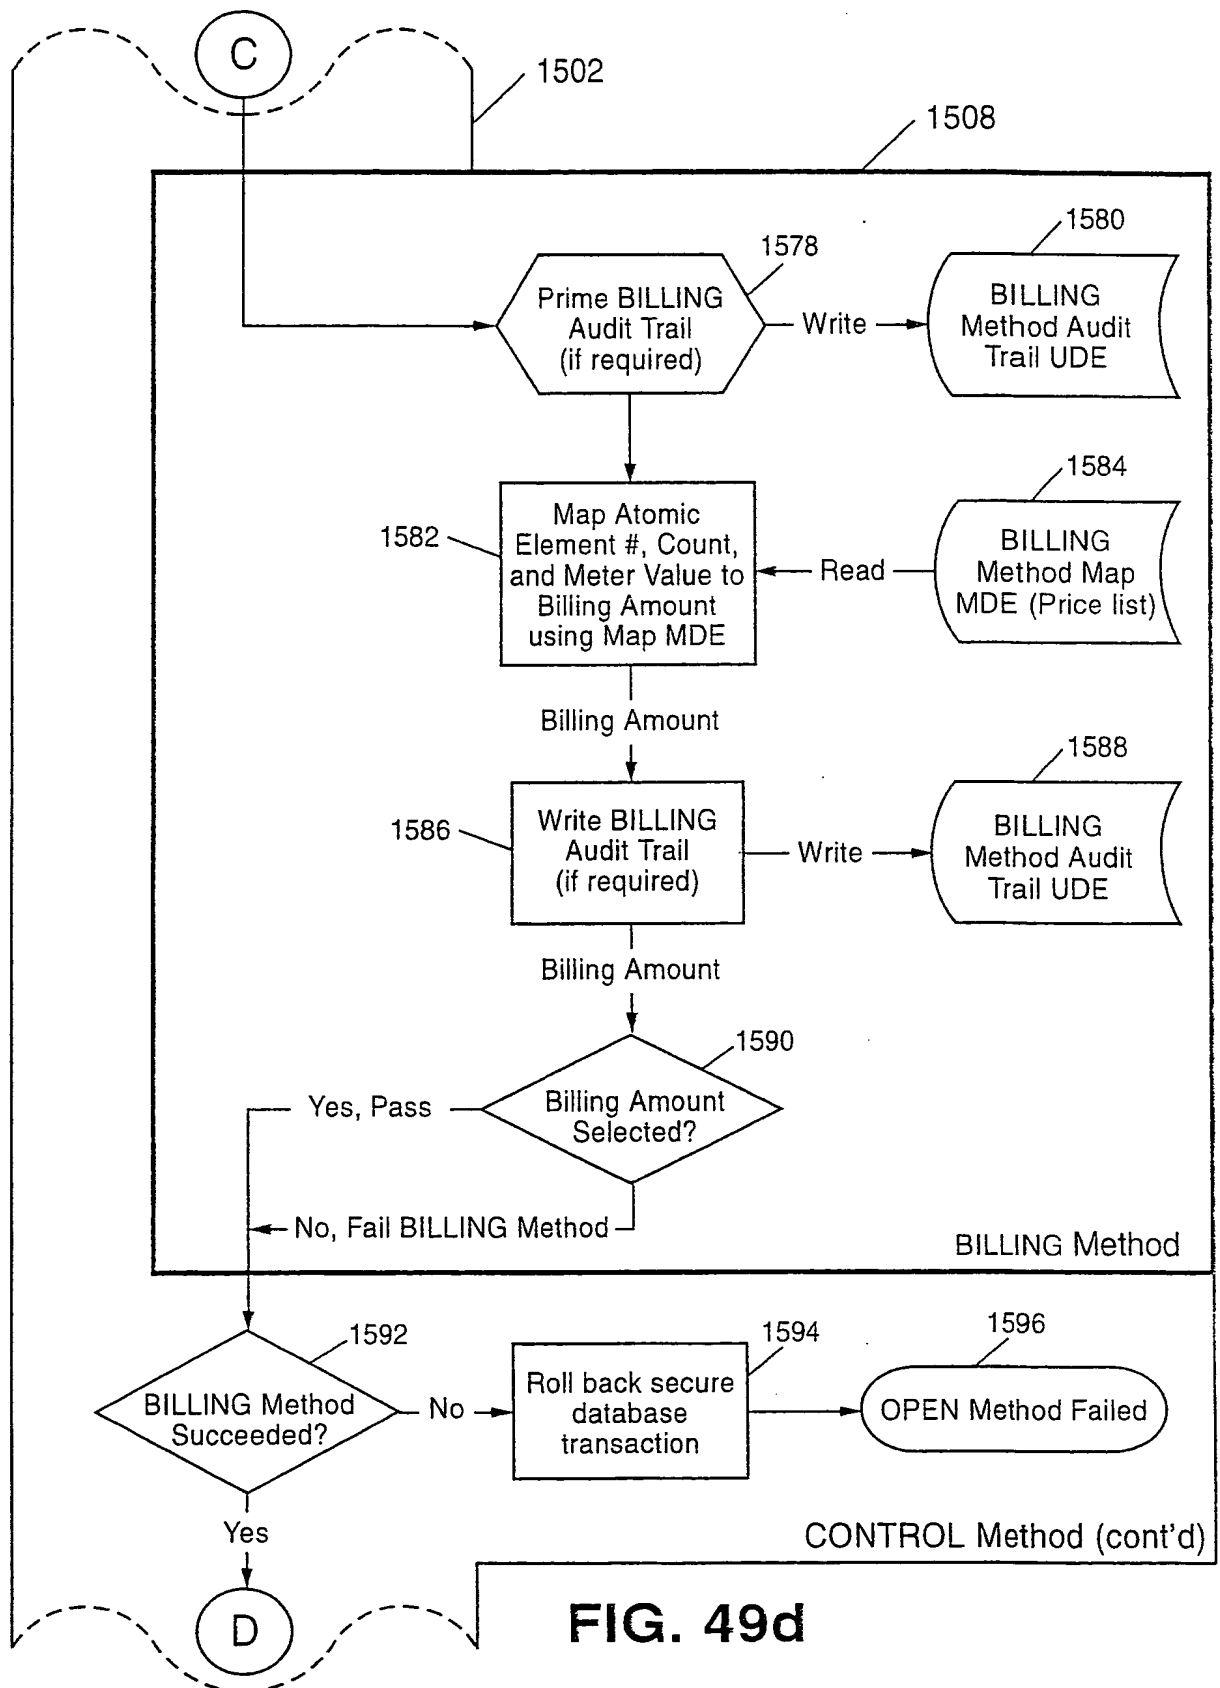 C
1502
1508
1580
1578
Prime BILLING
Audit Trail
(if required)
Write
BILLING
Method Audit
Trail UDE
1584
1582
Map Atomic
Element #, Count,
and Meter Value to
Billing Amount
using Map MDE
Read
BILLING
Method Map
MDE (Price list)
Billing Amount
1588
1586
Write BILLING
Audit Trail
(if required)
Write
BILLING
Method Audit
Trail UDE
Billing Amount
1590
Yes, Pass
Billing Amount
Selected?
No, Fail BILLING Method
BILLING Method
1592
1594
1596
BILLING Method
Succeeded?
No
Roll back secure
database
transaction
OPEN Method Failed
Yes
CONTROL Method (cont'd)
D
FIG. 49d